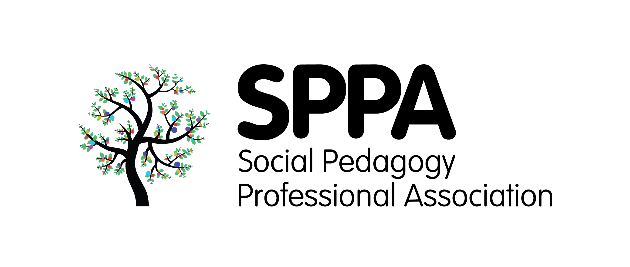 SPPA
Social Pedagogy
Professional Association